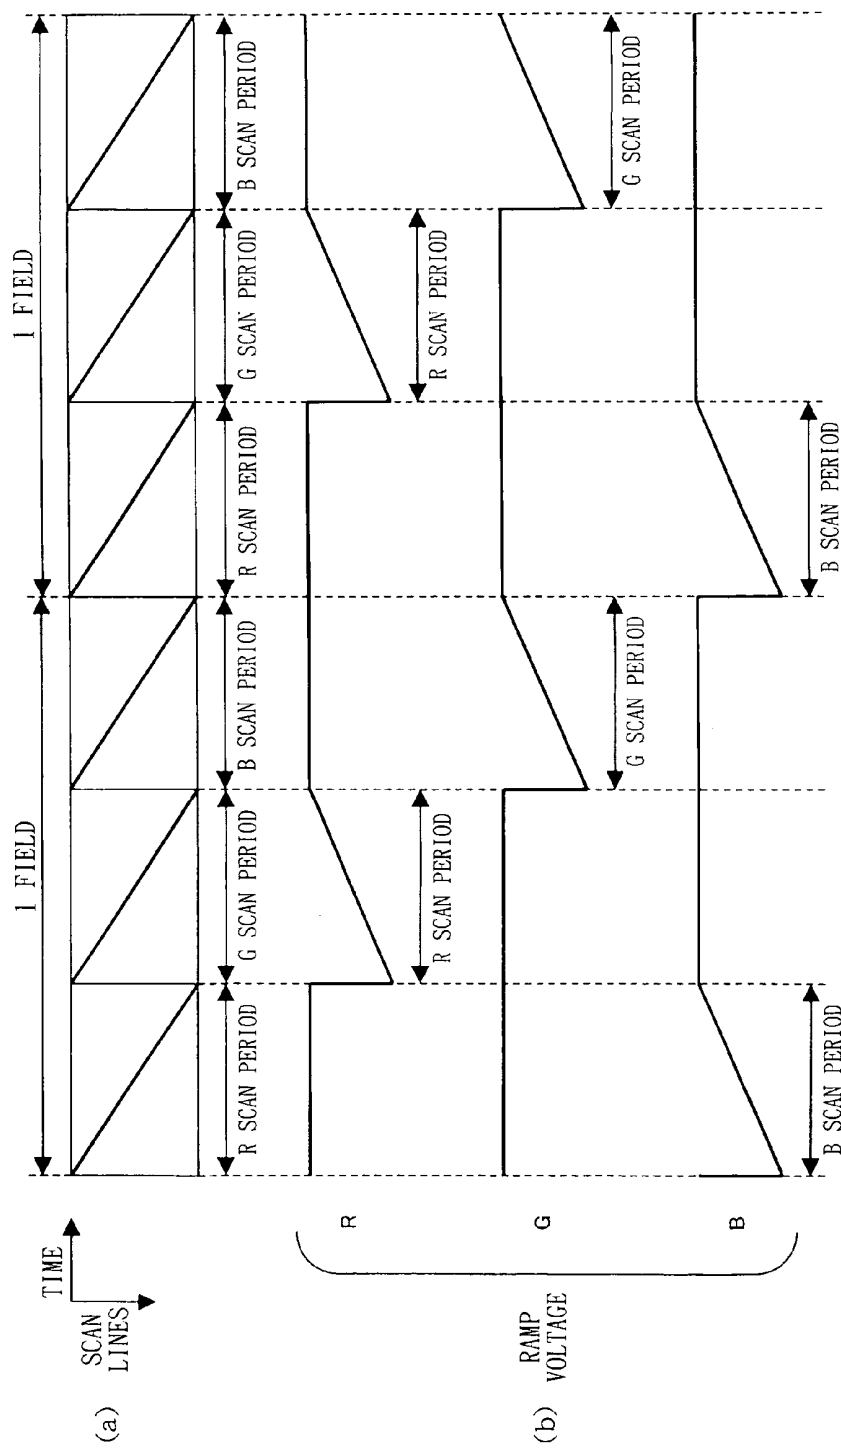 (a)
TIME
SCAN
LINES
1 FIELD
1 FIELD
R SCAN PERIOD
G SCAN PERIOD
B SCAN PERIOD
R SCAN PERIOD
G SCAN PERIOD
B SCAN PERIOD
(b)
RAMP
VOLTAGE
R
R SCAN PERIOD
R SCAN PERIOD
G
G SCAN PERIOD
G SCAN PERIOD
B
B SCAN PERIOD
B SCAN PERIOD